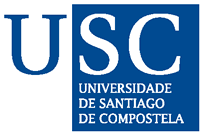 USC
UNIVERSIDADE
DE SANTIAGO
DE COMPOSTELA